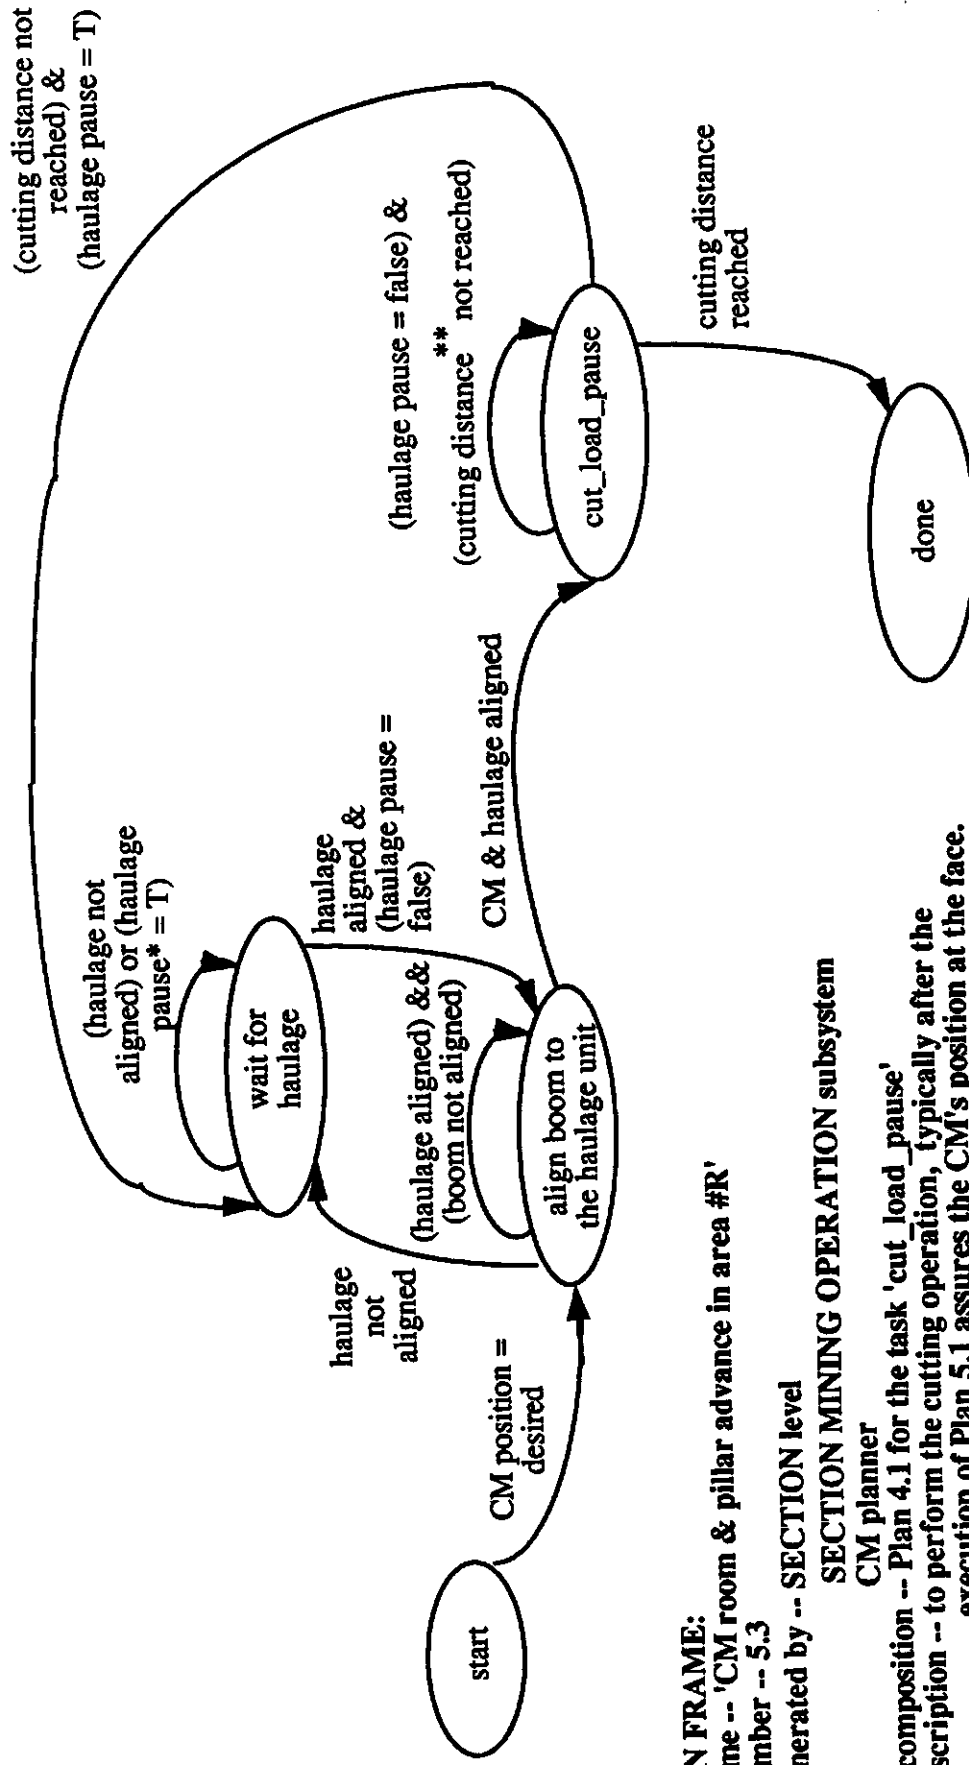 (cutting distance not
reached) &
(haulage pause = T)
(haulage not
aligned) or (haulage
pause* = T)
wait for
haulage
haulage
aligned &
(haulage pause =
false)
(haulage pause = false) &
**
(cutting distance not reached)
cut_load_pause
cutting distance
reached
haulage
not
aligned
(haulage aligned) &&
(boom not aligned)
align boom to
the haulage unit
CM & haulage aligned
CM position =
desired
start
done
N FRAME:
me -- 'CM room & pillar advance in area #R'
mber -- 5.3
nerated by -- SECTION level
SECTION MINING OPERATION subsystem
CM planner
composition -- Plan 4.1 for the task 'cut_load_pause'
scription -- to perform the cutting operation, typically after the
execution of Plan 5.1 assures the CM's position at the face.